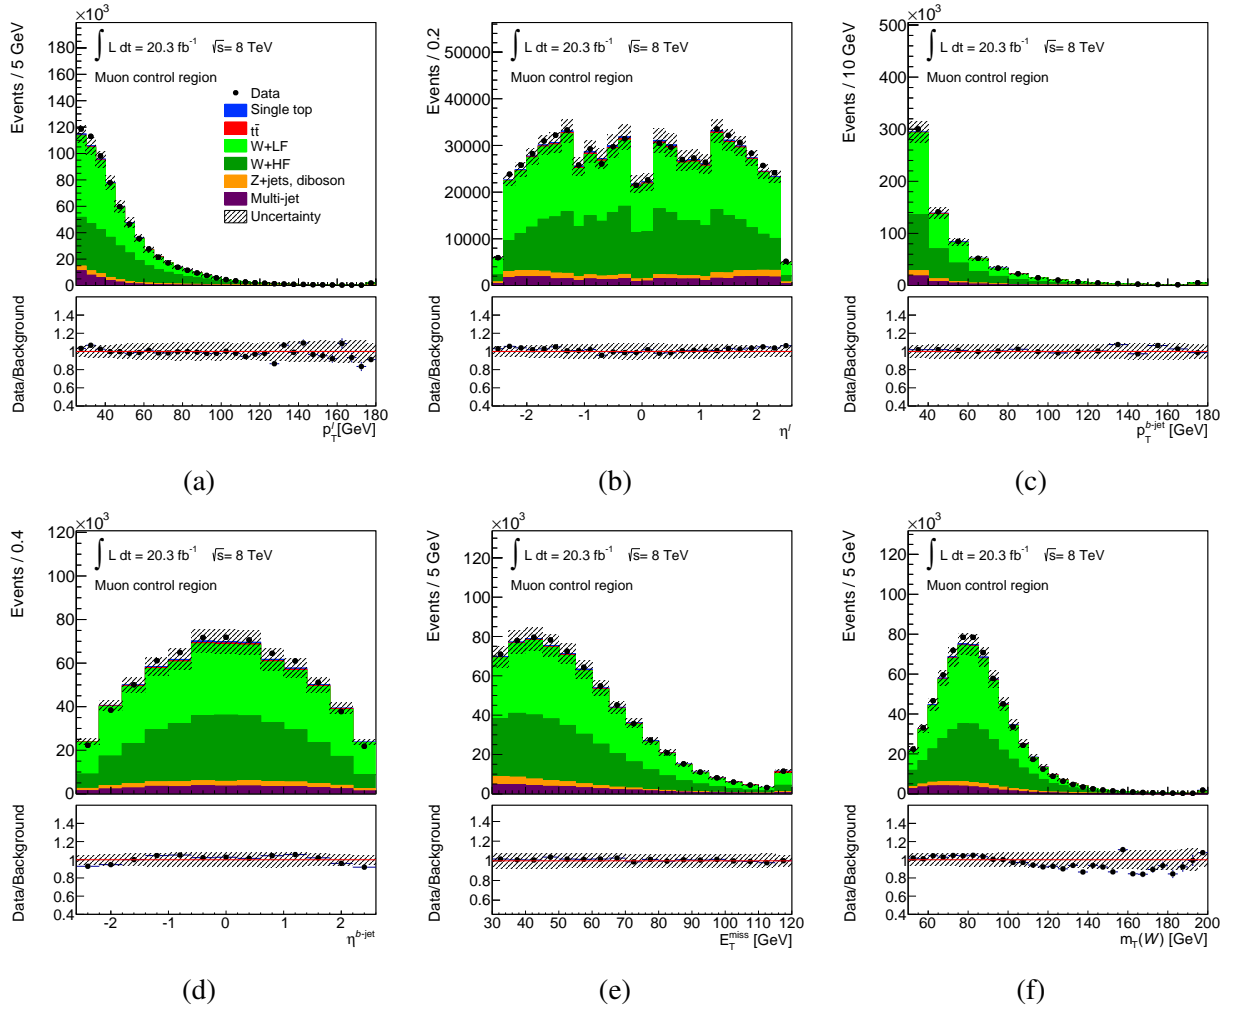 ×10³
Events / 5 GeV
∫ L dt = 20.3 fb⁻¹ √s= 8 TeV
Muon control region
Data
Single top
tt̄
W+LF
W+HF
Z+jets, diboson
Multi-jet
Uncertainty
180
160
140
120
100
80
60
40
20
0
Data/Background
1.4
1.2
1
0.8
0.6
0.4
40 60 80 100 120 140 160 180
p_T^l [GeV]
(a)
Events / 0.2
∫ L dt = 20.3 fb⁻¹ √s= 8 TeV
Muon control region
50000
40000
30000
20000
10000
0
Data/Background
1.4
1.2
1
0.8
0.6
0.4
-2 -1 0 1 2
η^l
(b)
×10³
Events / 10 GeV
∫ L dt = 20.3 fb⁻¹ √s= 8 TeV
Muon control region
500
400
300
200
100
0
Data/Background
1.4
1.2
1
0.8
0.6
0.4
40 60 80 100 120 140 160 180
p_T^b-jet [GeV]
(c)
×10³
Events / 0.4
∫ L dt = 20.3 fb⁻¹ √s= 8 TeV
Muon control region
120
100
80
60
40
20
0
Data/Background
1.4
1.2
1
0.8
0.6
0.4
-2 -1 0 1 2
η^b-jet
(d)
×10³
Events / 5 GeV
∫ L dt = 20.3 fb⁻¹ √s= 8 TeV
Muon control region
120
100
80
60
40
20
0
Data/Background
1.4
1.2
1
0.8
0.6
0.4
30 40 50 60 70 80 90 100 110 120
E_T^miss [GeV]
(e)
×10³
Events / 5 GeV
∫ L dt = 20.3 fb⁻¹ √s= 8 TeV
Muon control region
120
100
80
60
40
20
0
Data/Background
1.4
1.2
1
0.8
0.6
0.4
60 80 100 120 140 160 180 200
m_T(W) [GeV]
(f)